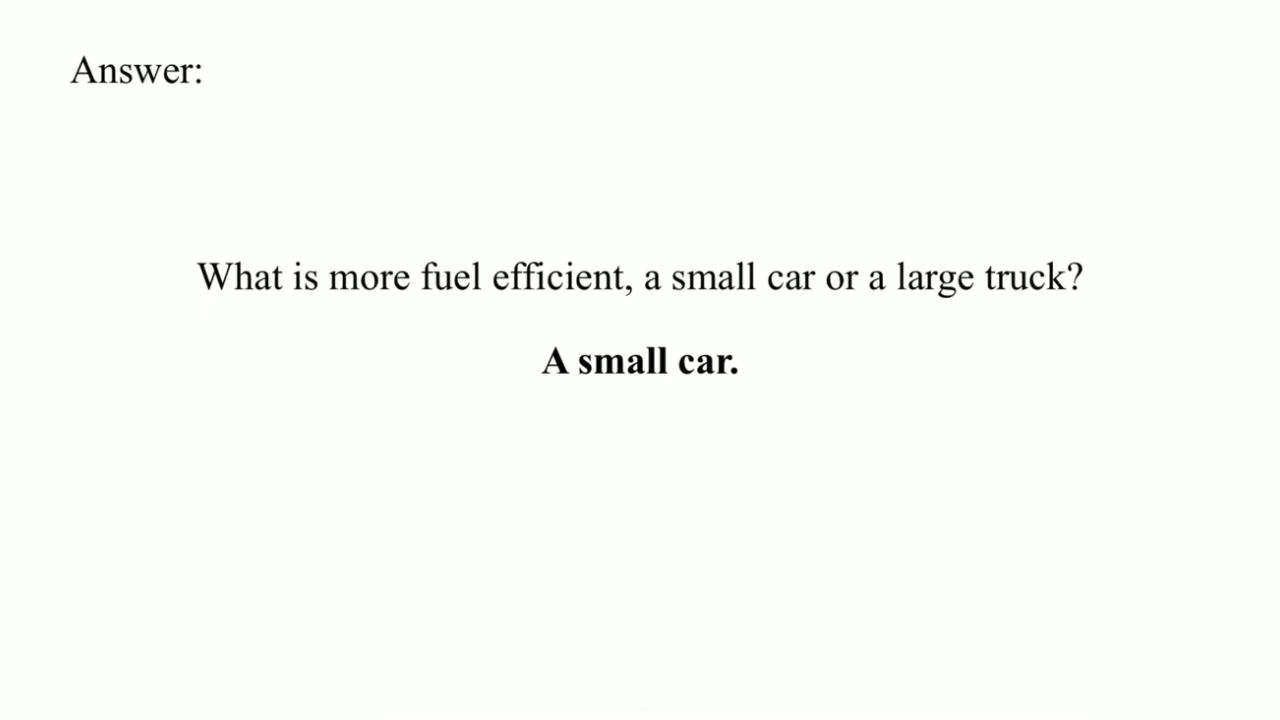 Answer:
What is more fuel efficient, a small car or a large truck?
A small car.